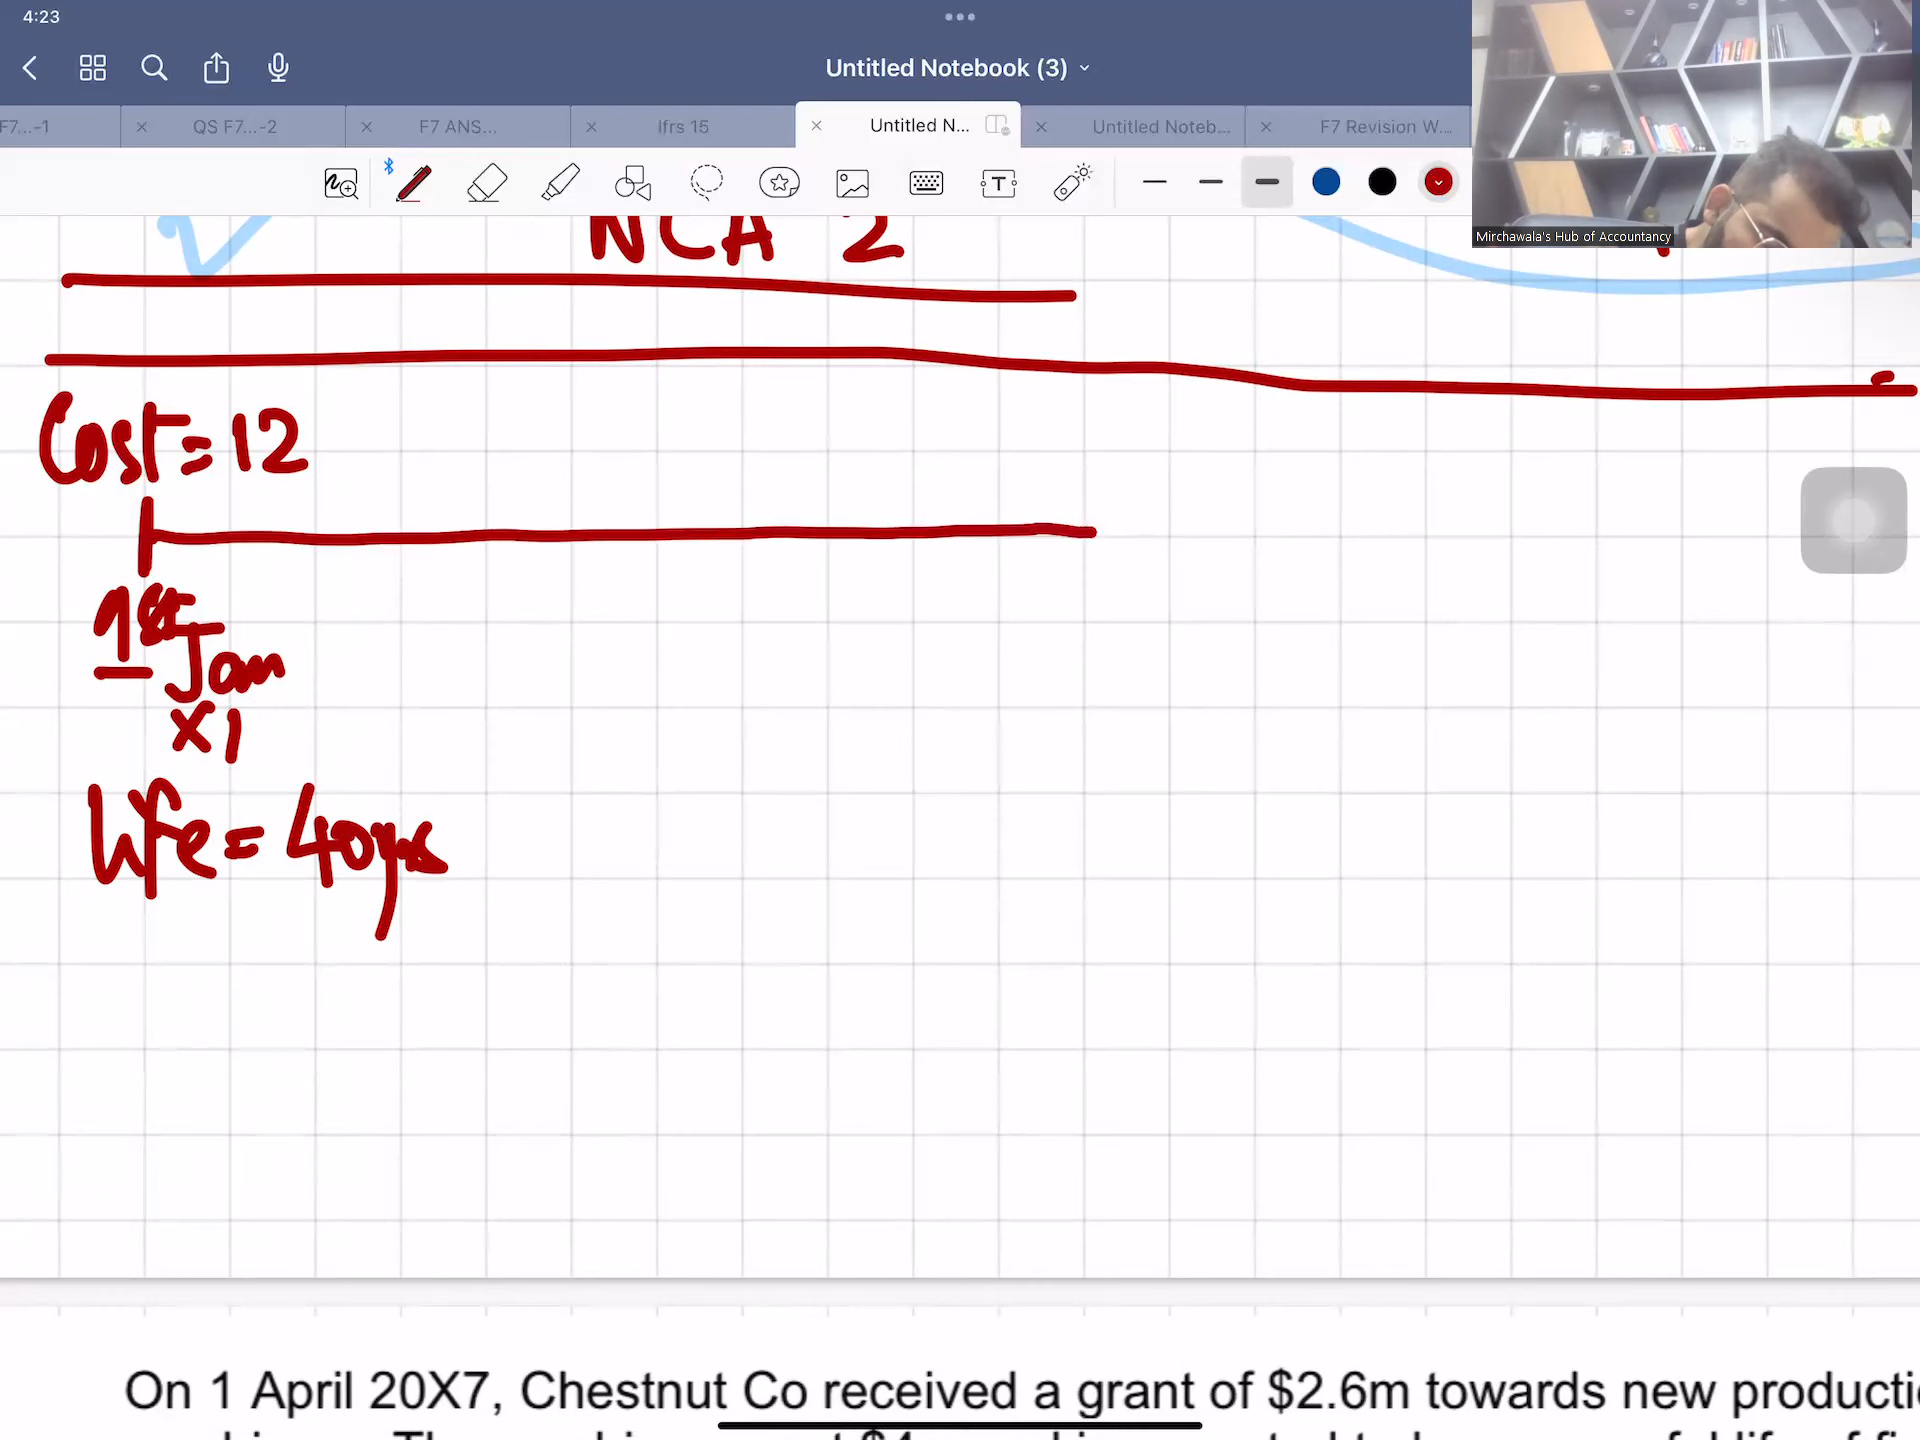 4:23
Untitled Notebook (3)
F7...-1
QS F7...-2
F7 ANS...
Ifrs 15
Untitled N...
Untitled Noteb...
F7 Revision W...
T
Mirchawala's Hub of Accountancy
NCA 2
Cost = 12
1st Jan
X1
Life = 40yrs
On 1 April 20X7, Chestnut Co received a grant of $2.6m towards new producti